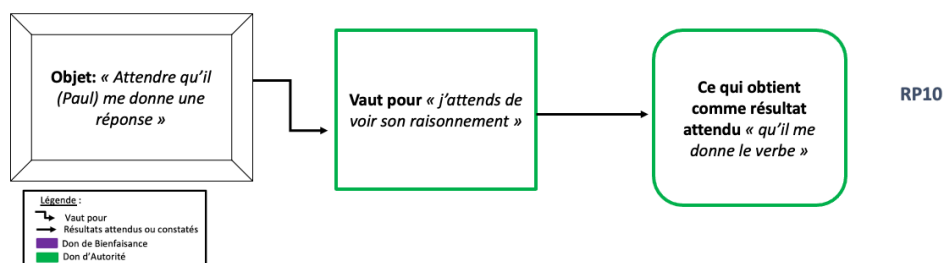 Objet: « Attendre qu'il
(Paul) me donne une
réponse »
Vaut pour « j'attends de
voir son raisonnement »
Ce qui obtient
comme résultat
attendu « qu'il me
donne le verbe »
RP10
Légende :
Vaut pour
Résultats attendus ou constatés
Don de Bienfaisance
Don d'Autorité